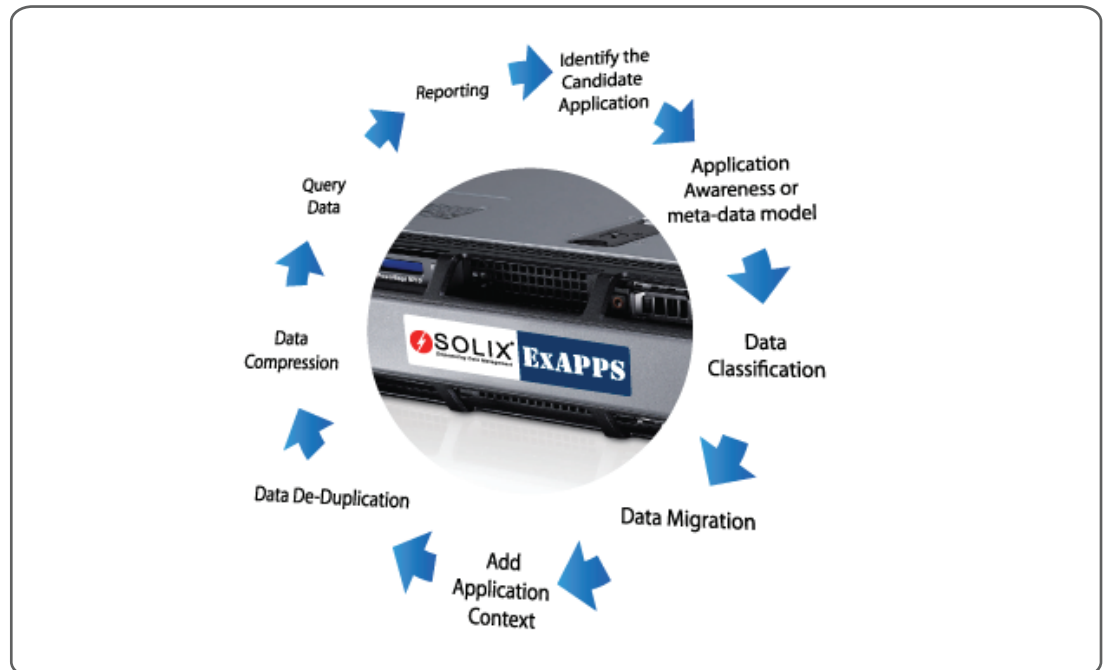 Identify the
Candidate
Application
Application
Awareness or
meta-data model
Data
Classification
Data Migration
Add
Application
Context
Data De-Duplication
Data
Compression
Query
Data
Reporting
SOLIX
EXAPPS